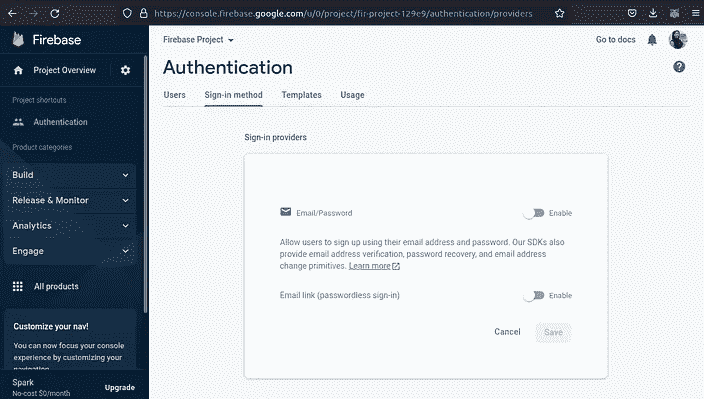 https://console.firebase.google.com/u/0/project/fir-project-129e9/authentication/providers
Firebase
Project Overview
Project shortcuts
Authentication
Product categories
Build
Release & Monitor
Analytics
Engage
All products
Customize your nav!
You can now focus your console
experience by customizing your
navigation
Spark
No-cost $0/month
Upgrade
Firebase Project
Go to docs
Authentication
Users
Sign-in method
Templates
Usage
Sign-in providers
Email/Password
Enable
Allow users to sign up using their email address and password. Our SDKs also
provide email address verification, password recovery, and email address
change primitives. Learn more
Email link (passwordless sign-in)
Enable
Cancel
Save